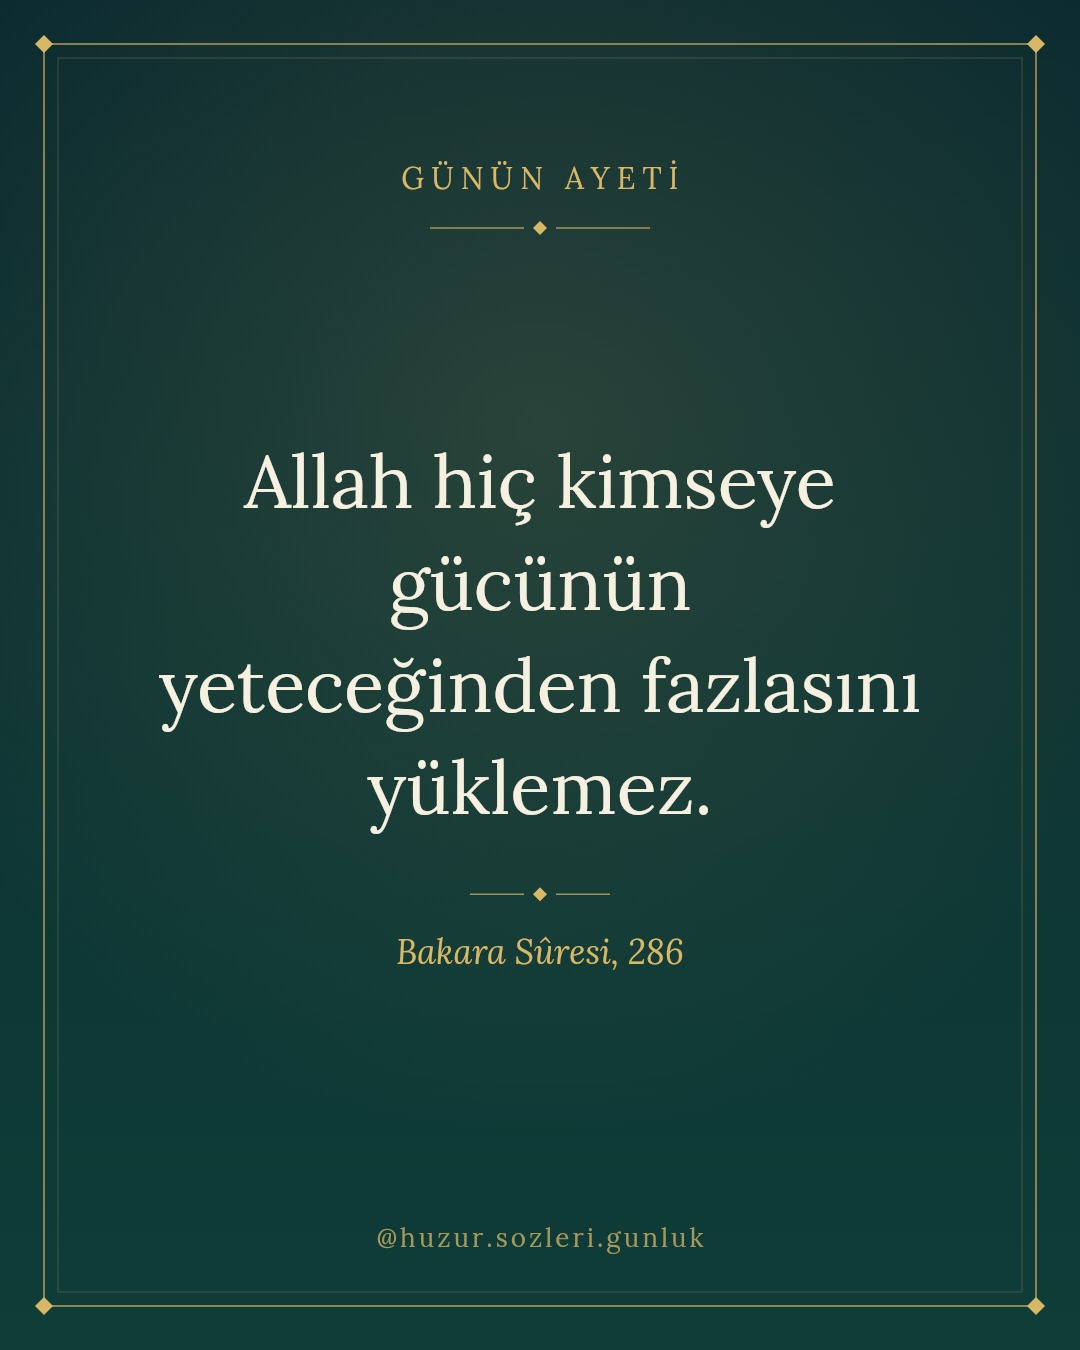 GÜNÜN AYETİ
Allah hiç kimseye
gücünün
yeteceğinden fazlasını
yüklemez.
Bakara Sûresi, 286
@huzur.sozleri.gunluk